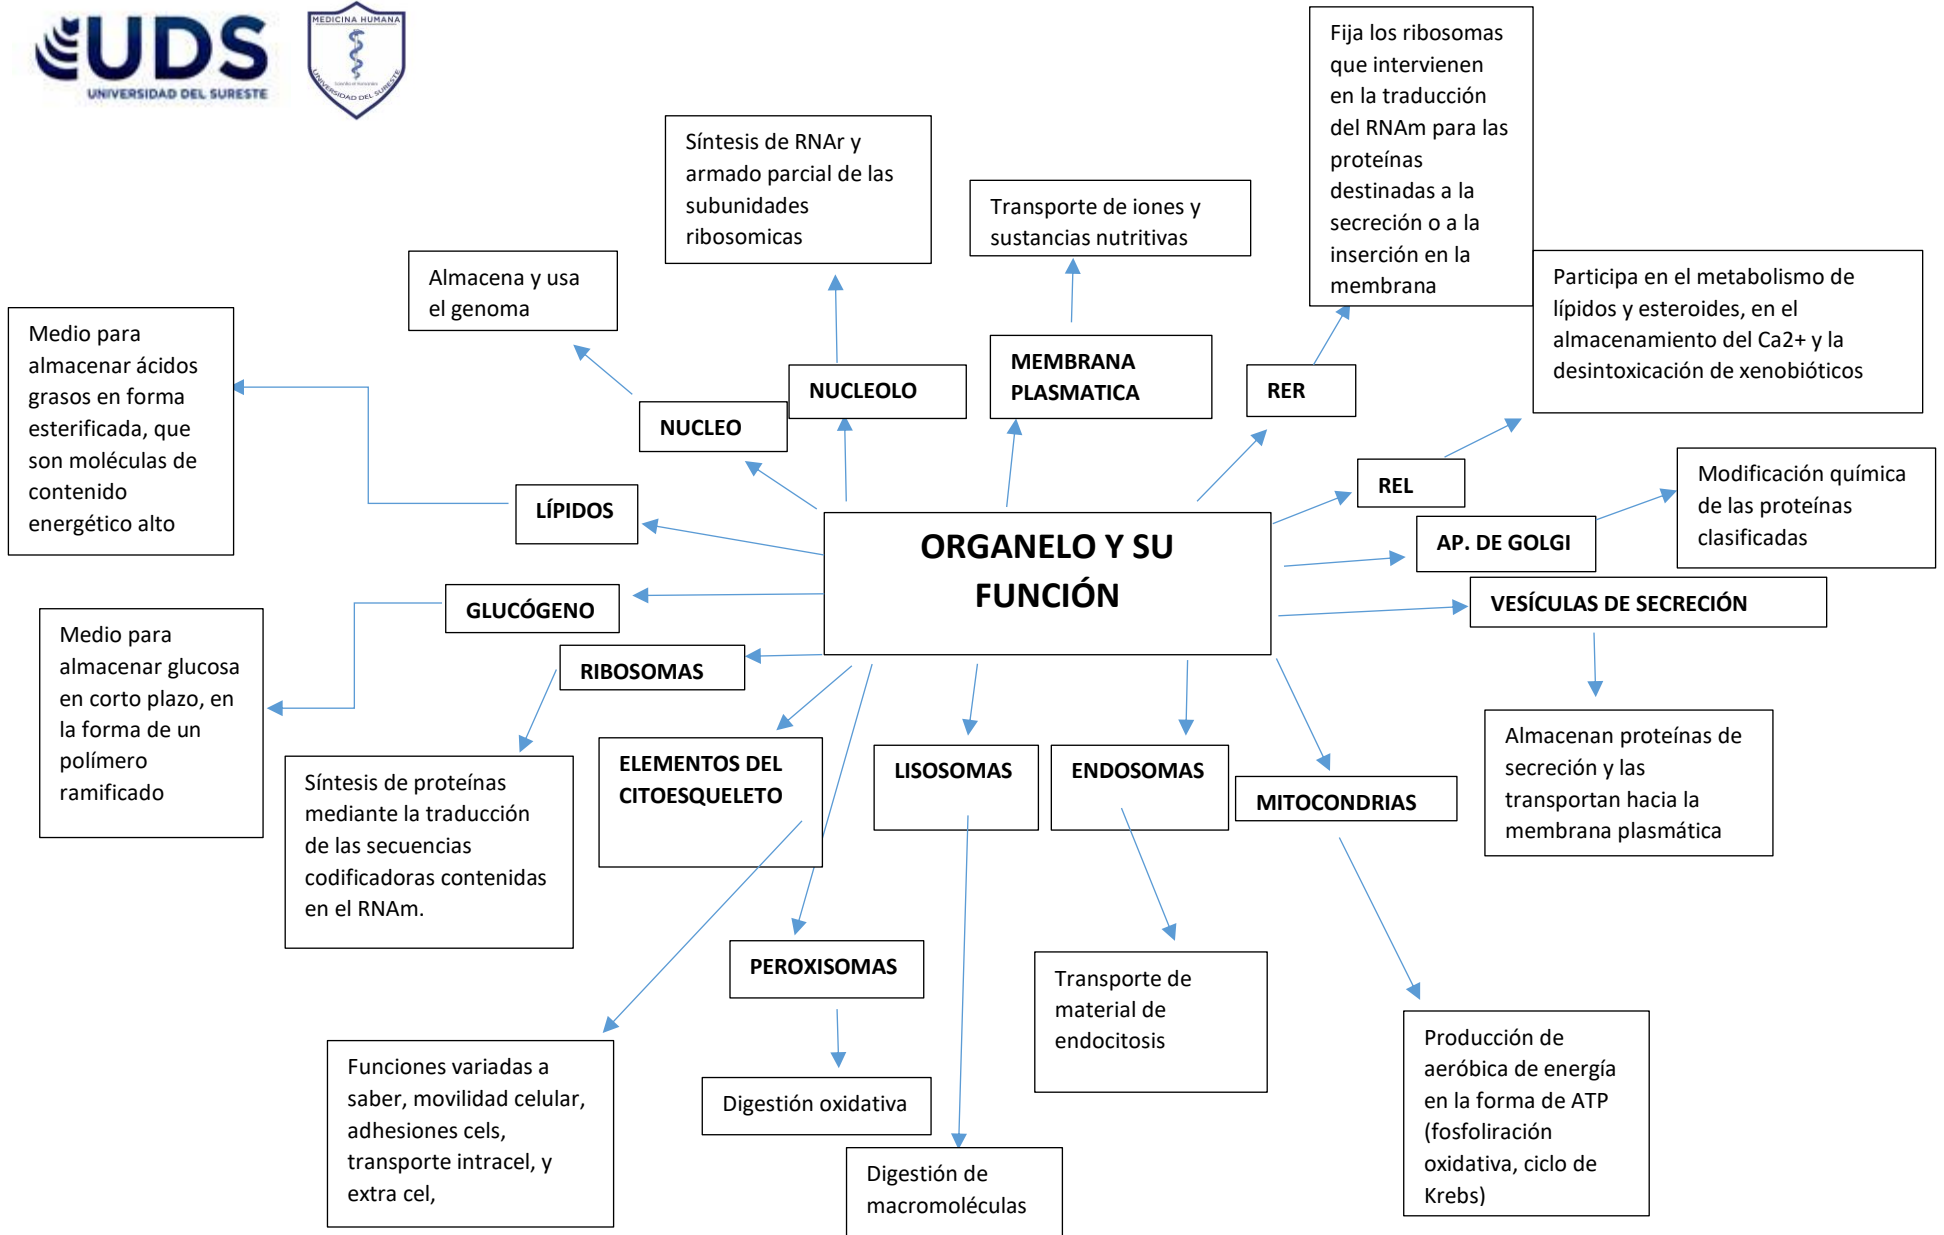 UDS
UNIVERSIDAD DEL SURESTE
MEDICINA HUMANA
UNIVERSIDAD DEL SURESTE
Fija los ribosomas
que intervienen
en la traducción
del RNAm para las
proteínas
destinadas a la
secreción o a la
inserción en la
membrana
Síntesis de RNAr y
armado parcial de las
subunidades
ribosomicas
Transporte de iones y
sustancias nutritivas
Almacena y usa
el genoma
Participa en el metabolismo de
lípidos y esteroides, en el
almacenamiento del Ca2+ y la
desintoxicación de xenobióticos
Medio para
almacenar ácidos
grasos en forma
esterificada, que
son moléculas de
contenido
energético alto
NUCLEO
NUCLEOLO
MEMBRANA
PLASMATICA
RER
REL
Modificación química
de las proteínas
clasificadas
LÍPIDOS
ORGANELO Y SU
FUNCIÓN
AP. DE GOLGI
GLUCÓGENO
VESÍCULAS DE SECRECIÓN
Medio para
almacenar glucosa
en corto plazo, en
la forma de un
polímero
ramificado
RIBOSOMAS
Síntesis de proteínas
mediante la traducción
de las secuencias
codificadoras contenidas
en el RNAm.
ELEMENTOS DEL
CITOESQUELETO
LISOSOMAS
ENDOSOMAS
MITOCONDRIAS
Almacenan proteínas de
secreción y las
transportan hacia la
membrana plasmática
PEROXISOMAS
Transporte de
material de
endocitosis
Funciones variadas a
saber, movilidad celular,
adhesiones cels,
transporte intracel, y
extra cel,
Digestión oxidativa
Digestión de
macromoléculas
Producción de
aeróbica de energía
en la forma de ATP
(fosfoliración
oxidativa, ciclo de
Krebs)